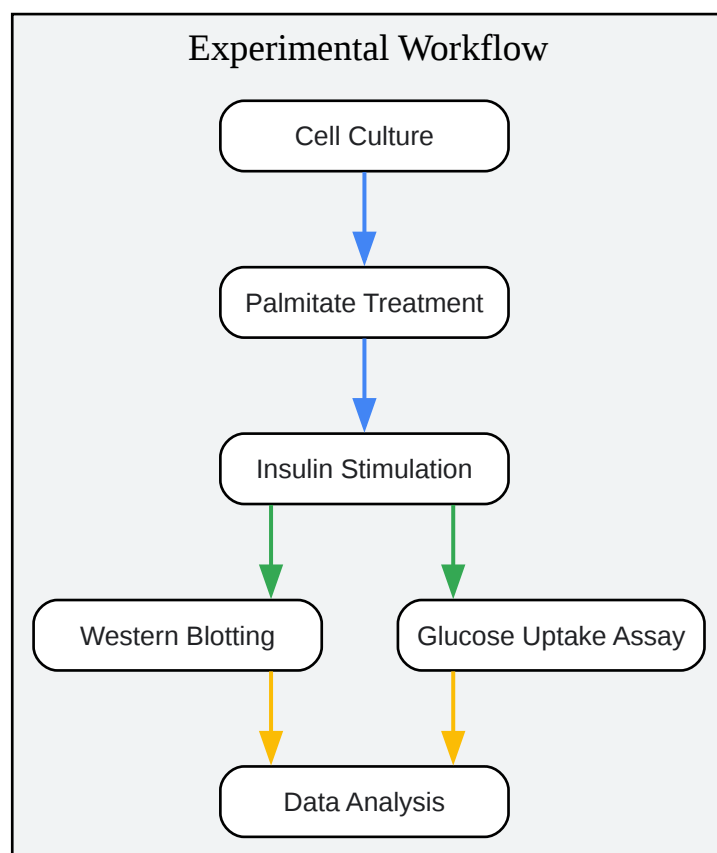 Experimental Workflow
Cell Culture
Palmitate Treatment
Insulin Stimulation
Western Blotting
Glucose Uptake Assay
Data Analysis